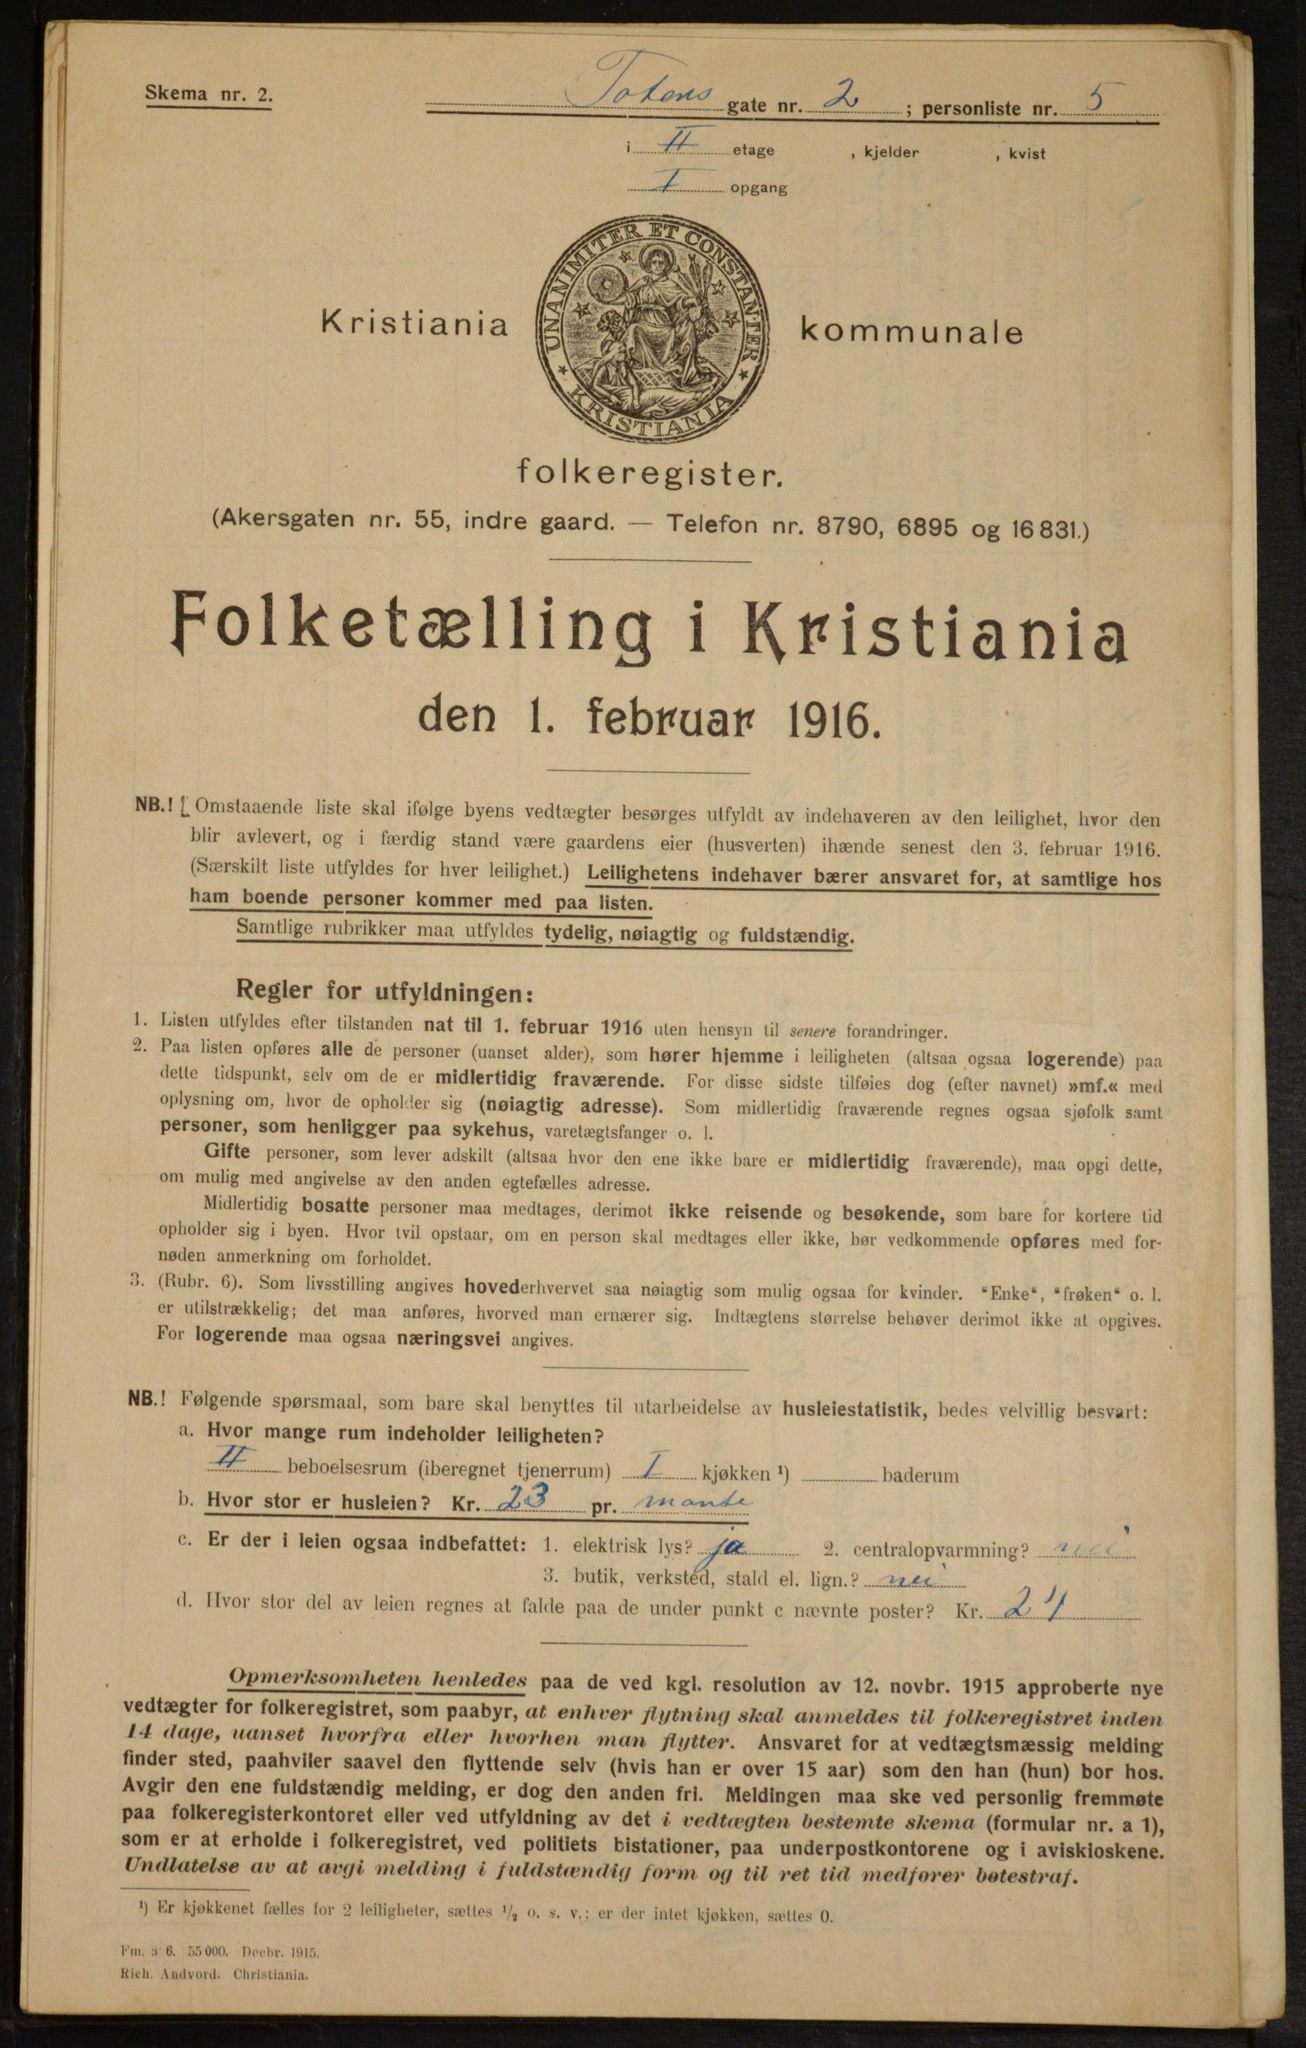 Skema nr. 2.
Totens gate nr. 2 ; personliste nr. 5
i II etage , kjelder , kvist
I opgang
UNANIMITER ET CONSTANTER
KRISTIANIA
Kristiania kommunale
folkeregister.
(Akersgaten nr. 55, indre gaard. — Telefon nr. 8790, 6895 og 16 831.)
Folketælling i Kristiania
den 1. februar 1916.
NB.! Omstaaende liste skal ifølge byens vedtægter besørges utfyldt av indehaveren av den leilighet, hvor den
blir avlevert, og i færdig stand være gaardens eier (husverten) ihænde senest den 3. februar 1916.
(Særskilt liste utfyldes for hver leilighet.) Leilighetens indehaver bærer ansvaret for, at samtlige hos
ham boende personer kommer med paa listen.
Samtlige rubrikker maa utfyldes tydelig, nøiagtig og fuldstændig.
Regler for utfyldningen:
1. Listen utfyldes efter tilstanden nat til 1. februar 1916 uten hensyn til senere forandringer.
2. Paa listen opføres alle de personer (uanset alder), som hører hjemme i leiligheten (altsaa ogsaa logerende) paa
dette tidspunkt, selv om de er midlertidig fraværende. For disse sidste tilføies dog (efter navnet) »mf.« med
oplysning om, hvor de opholder sig (nøiagtig adresse). Som midlertidig fraværende regnes ogsaa sjøfolk samt
personer, som henligger paa sykehus, varetægtsfanger o. l.
Gifte personer, som lever adskilt (altsaa hvor den ene ikke bare er midlertidig fraværende), maa opgi dette,
om mulig med angivelse av den anden egtefælles adresse.
Midlertidig bosatte personer maa medtages, derimot ikke reisende og besøkende, som bare for kortere tid
opholder sig i byen. Hvor tvil opstaar, om en person skal medtages eller ikke, bør vedkommende opføres med for-
nøden anmerkning om forholdet.
3. (Rubr. 6). Som livsstilling angives hovederhvervet saa nøiagtig som mulig ogsaa for kvinder. "Enke", "frøken" o. l.
er utilstrækkelig; det maa anføres, hvorved man ernærer sig. Indtægtens størrelse behøver derimot ikke at opgives.
For logerende maa ogsaa næringsvei angives.
NB.! Følgende spørsmaal, som bare skal benyttes til utarbeidelse av husleiestatistik, bedes velvillig besvart:
a. Hvor mange rum indeholder leiligheten?
II beboelsesrum (iberegnet tjenerrum) I kjøkken ¹) baderum
b. Hvor stor er husleien? Kr. 23 pr. monte
c. Er der i leien ogsaa indbefattet: 1. elektrisk lys? ja 2. centralopvarmning? nei
3. butik, verksted, stald el. lign.? nei
d. Hvor stor del av leien regnes at falde paa de under punkt c nævnte poster? Kr. 24
Opmerksomheten henledes paa de ved kgl. resolution av 12. novbr. 1915 approberte nye
vedtægter for folkeregistret, som paabyr, at enhver flytning skal anmeldes til folkeregistret inden
14 dage, uanset hvorfra eller hvorhen man flytter. Ansvaret for at vedtægtsmæssig melding
finder sted, paahviler saavel den flyttende selv (hvis han er over 15 aar) som den han (hun) bor hos.
Avgir den ene fuldstændig melding, er dog den anden fri. Meldingen maa ske ved personlig fremmøte
paa folkeregisterkontoret eller ved utfyldning av det i vedtægten bestemte skema (formular nr. a 1),
som er at erholde i folkeregistret, ved politiets bistationer, paa underpostkontorene og i aviskioskene.
Undlatelse av at avgi melding i fuldstændig form og til ret tid medfører bøtestraf.
¹) Er kjøkkenet fælles for 2 leiligheter, sættes ½ o. s. v.; er der intet kjøkken, sættes 0.
Fm. a 6. 55 000. Decbr. 1915.
Rich. Andvord. Christiania.